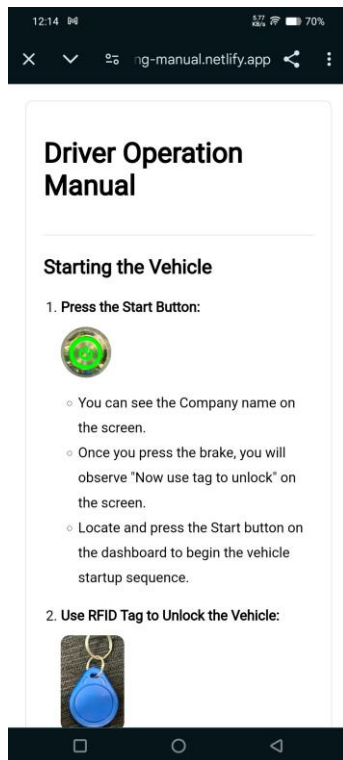 12:14
5.77
KB/s
70%
ng-manual.netlify.app
Driver Operation
Manual
Starting the Vehicle
1. Press the Start Button:
You can see the Company name on
the screen.
Once you press the brake, you will
observe "Now use tag to unlock" on
the screen.
Locate and press the Start button on
the dashboard to begin the vehicle
startup sequence.
2. Use RFID Tag to Unlock the Vehicle: